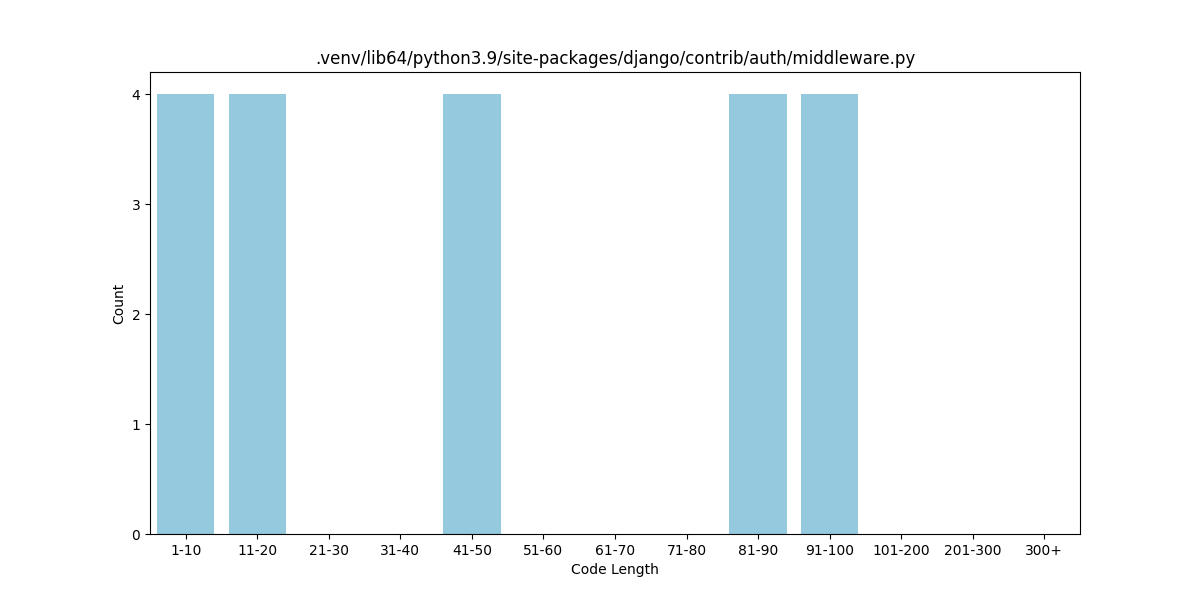 .venv/lib64/python3.9/site-packages/django/contrib/auth/middleware.py
4
3
2
1
0
Count
1-10 11-20 21-30 31-40 41-50 51-60 61-70 71-80 81-90 91-100 101-200 201-300 300+
Code Length